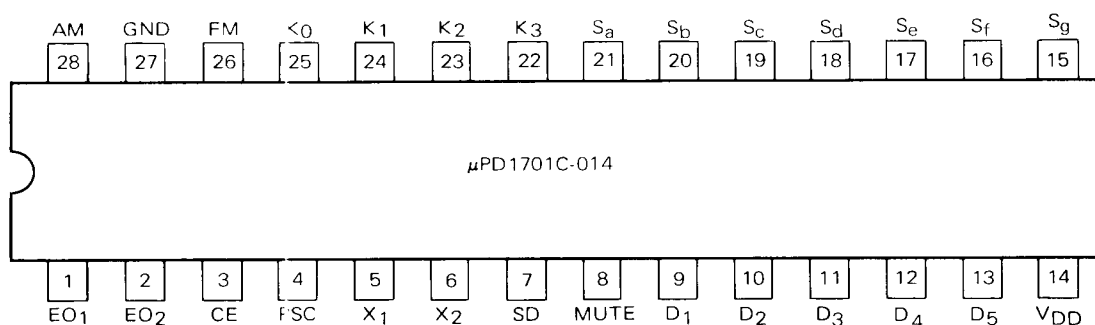 AM GND FM K₀ K₁ K₂ K₃ Sa Sb Sc Sd Se Sf Sg
28 27 26 25 24 23 22 21 20 19 18 17 16 15
μPD1701C-014
1 2 3 4 5 6 7 8 9 10 11 12 13 14
EO₁ EO₂ CE PSC X₁ X₂ SD MUTE D₁ D₂ D₃ D₄ D₅ VDD